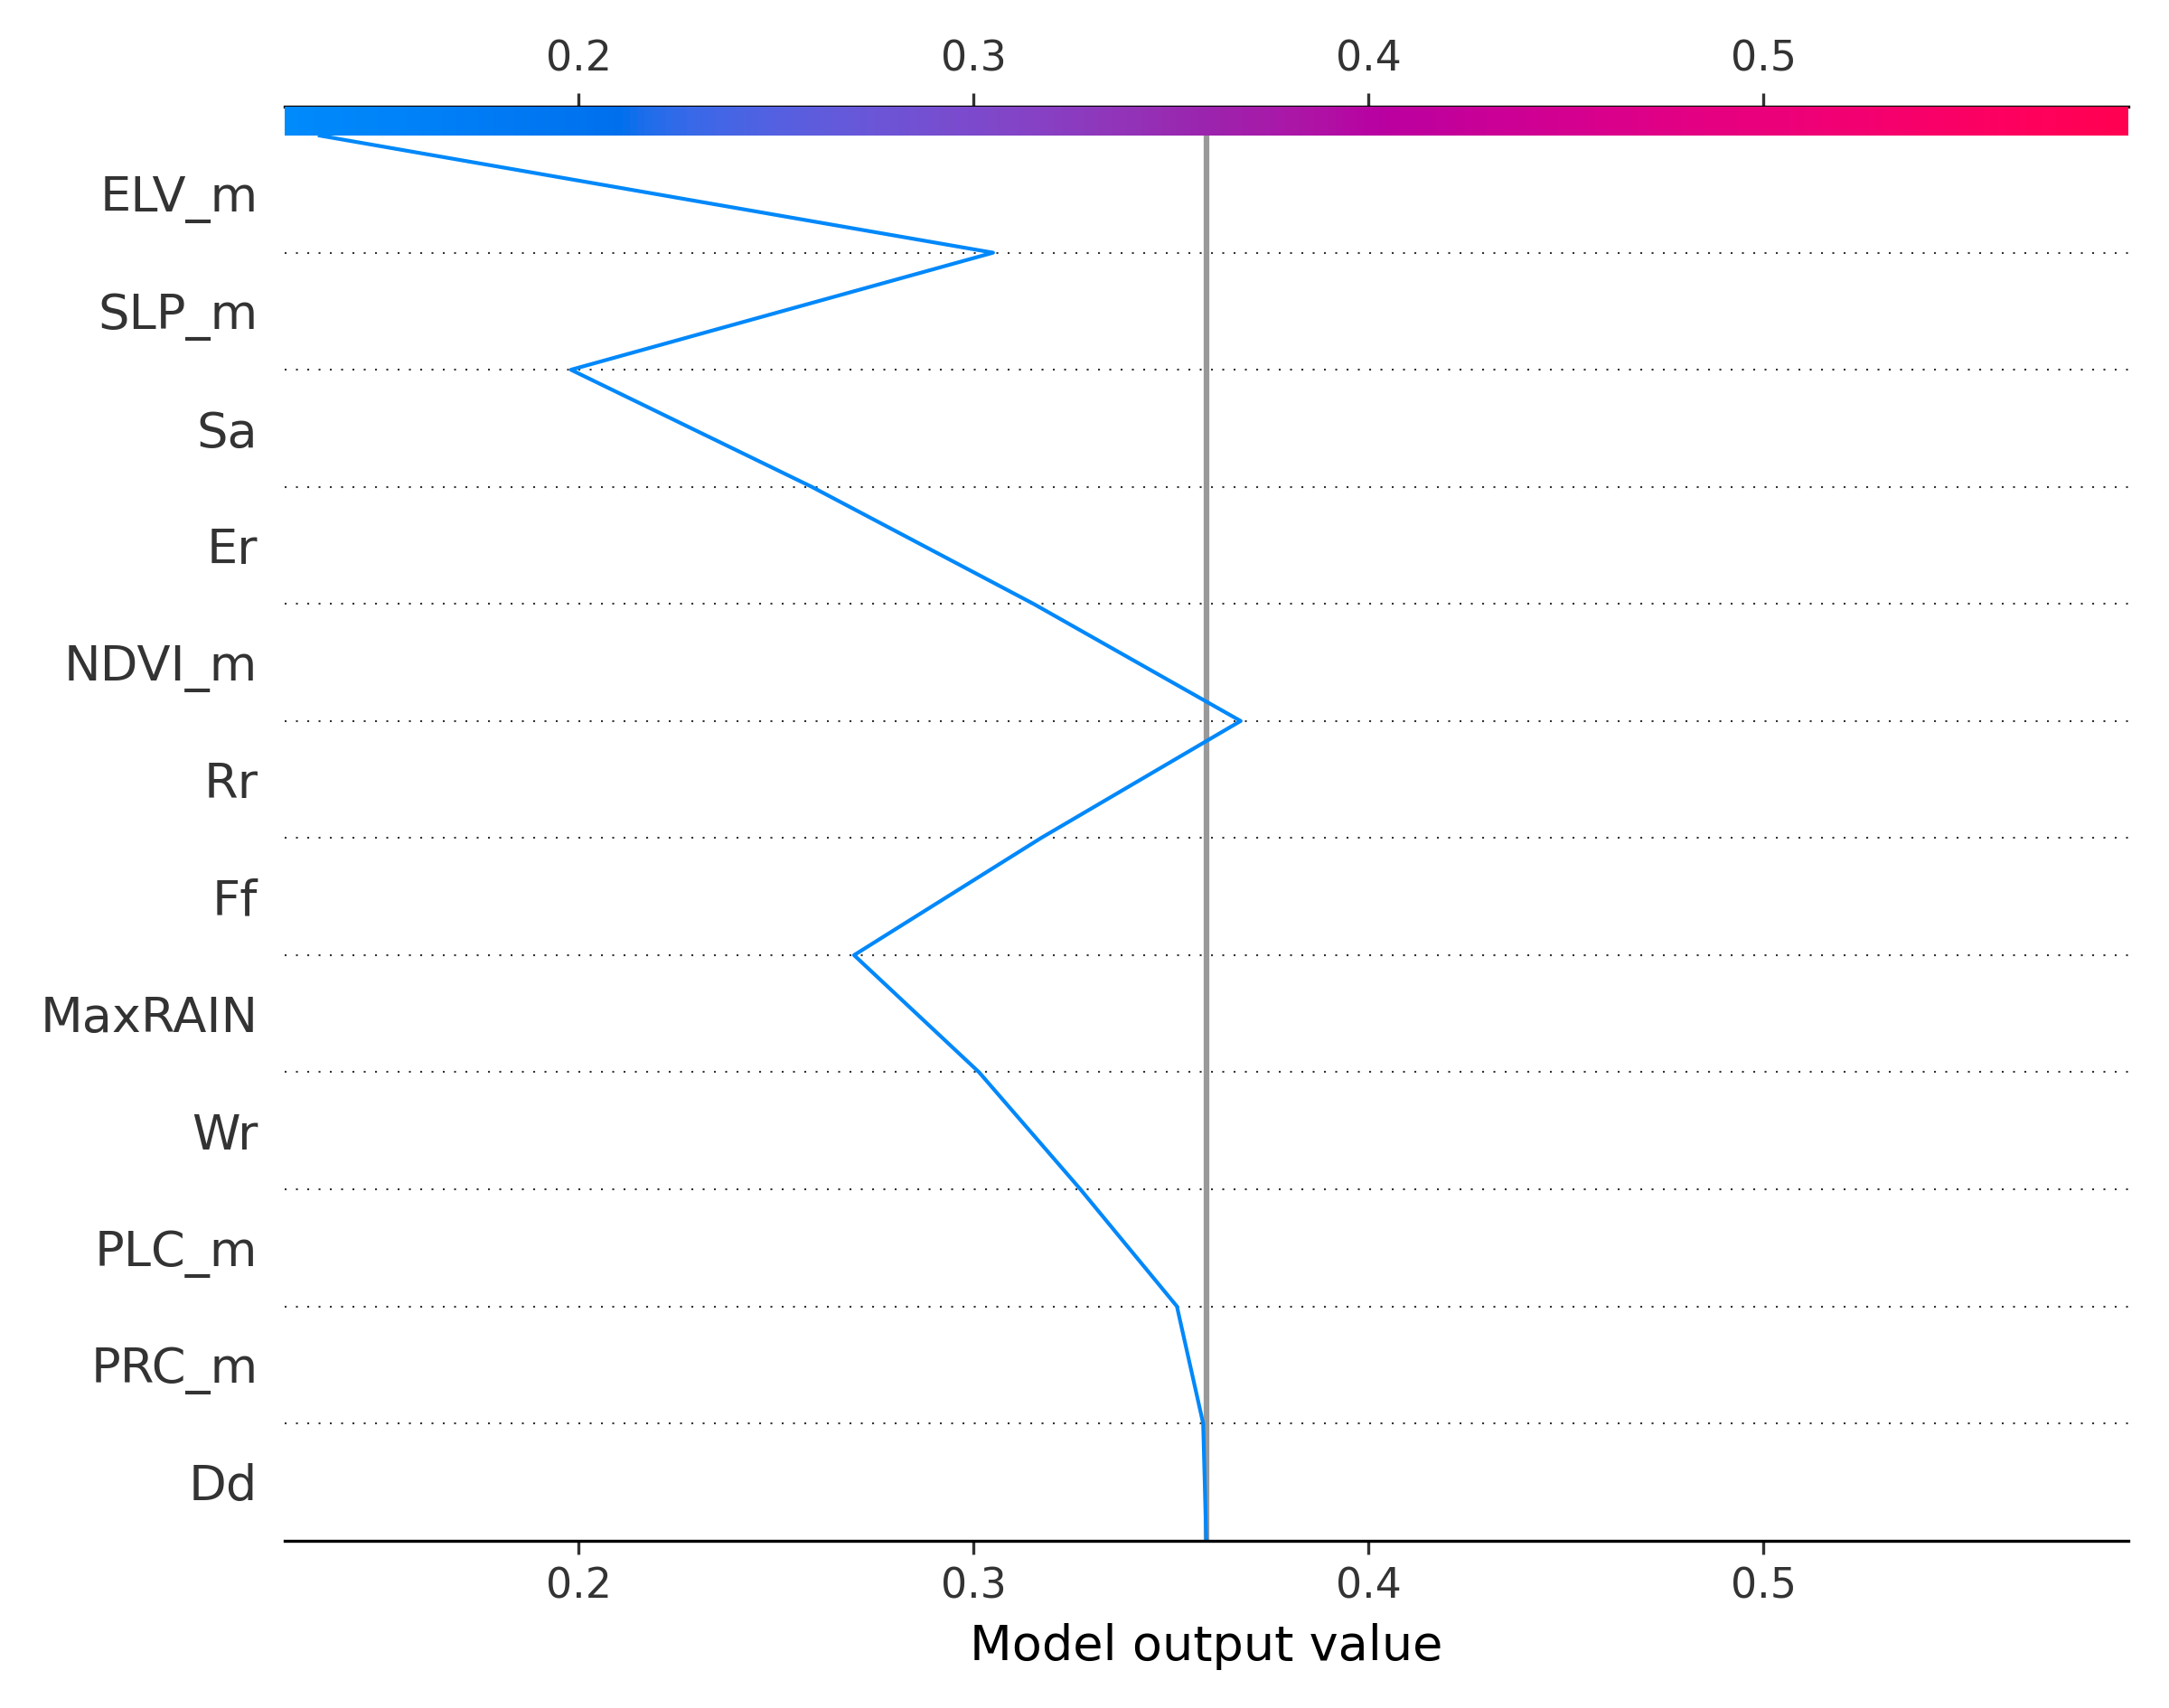 0.2 0.3 0.4 0.5
ELV_m
SLP_m
Sa
Er
NDVI_m
Rr
Ff
MaxRAIN
Wr
PLC_m
PRC_m
Dd
0.2 0.3 0.4 0.5
Model output value